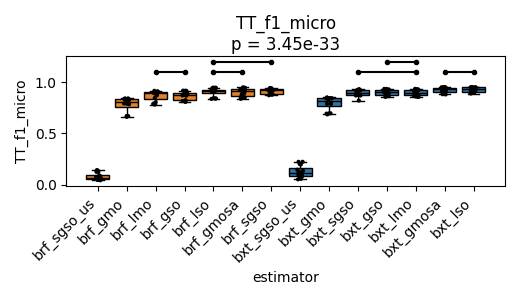 TT_f1_micro
p = 3.45e-33
TT_f1_micro
1.0
0.5
0.0
brf_sgso_us
brf_gmo
brf_lmo
brf_gso
brf_lso
brf_gmosa
brf_sgso
bxt_sgso_us
bxt_gmo
bxt_sgso
bxt_gso
bxt_lmo
bxt_gmosa
bxt_lso
estimator